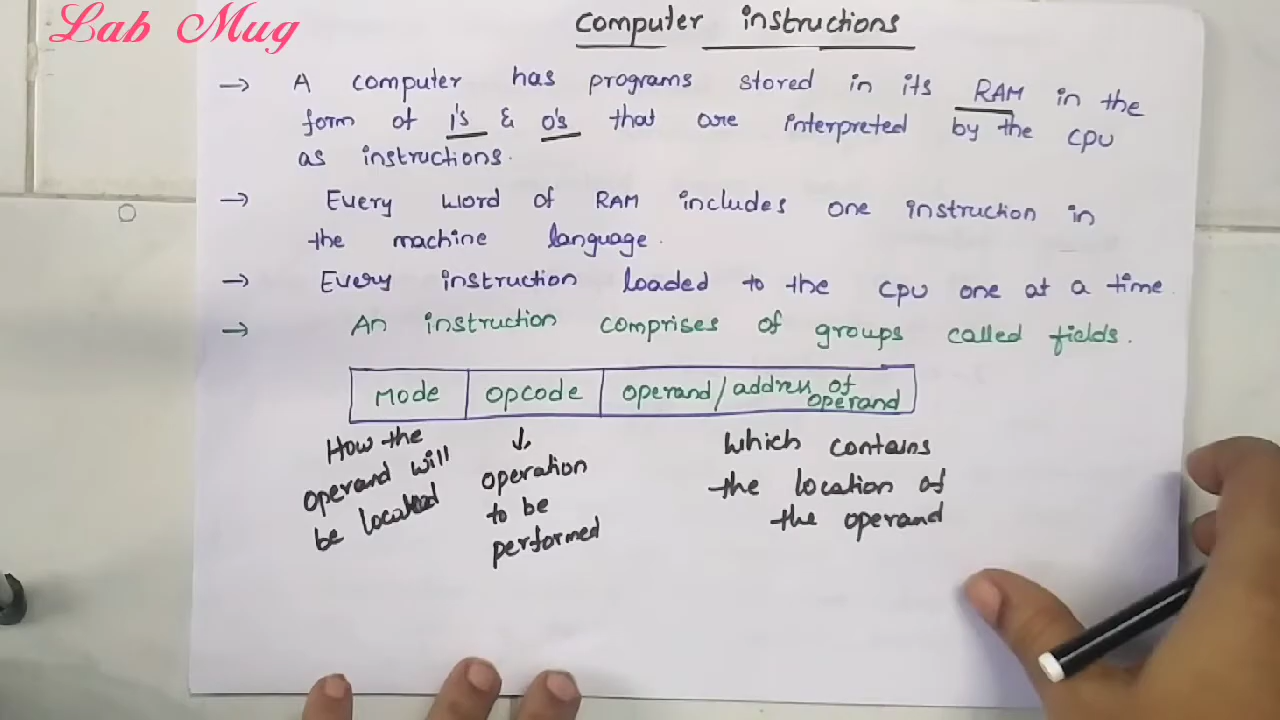 Lab Mug
computer instructions
→ A computer has programs stored in its RAM in the
form of 1's & 0's that are interpreted by the cpu
as instructions.
→ Every word of RAM includes one instruction in
the machine language.
→ Every instruction loaded to the cpu one at a time
→ An instruction comprises of groups called fields.
Mode opcode operand/address of
operand
How the
operand will
be located
↓
operation
to be
performed
which contains
the location of
the operand